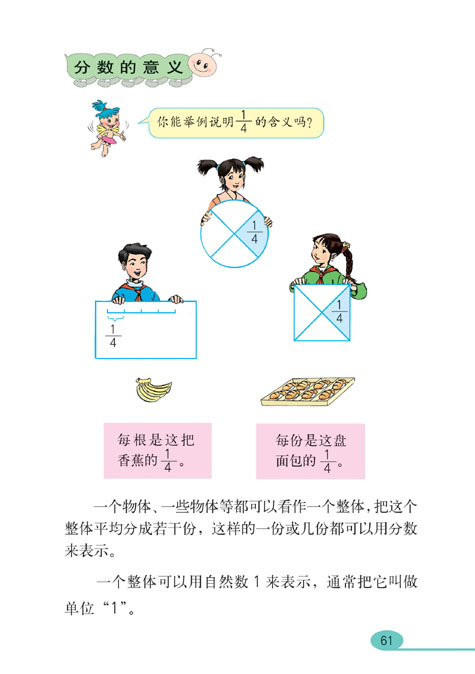 分数的意义
你能举例说明1/4的含义吗?
1/4
1/4
1/4
每根是这把
香蕉的1/4。
每份是这盘
面包的1/4。
一个物体、一些物体等都可以看作一个整体,把这个
整体平均分成若干份,这样的一份或几份都可以用分数
来表示。
一个整体可以用自然数1来表示,通常把它叫做
单位“1”。
61